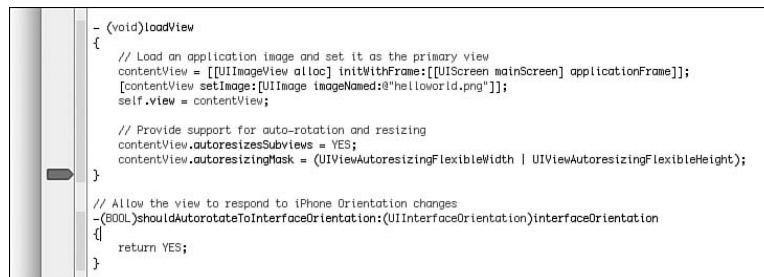 - (void)loadView
{
    // Load an application image and set it as the primary view
    contentView = [[UIImageView alloc] initWithFrame:[[UIScreen mainScreen] applicationFrame]];
    [contentView setImage:[UIImage imageNamed:@"helloworld.png"]];
    self.view = contentView;

    // Provide support for auto-rotation and resizing
    contentView.autoresizesSubviews = YES;
    contentView.autoresizingMask = (UIViewAutoresizingFlexibleWidth | UIViewAutoresizingFlexibleHeight);
}

// Allow the view to respond to iPhone Orientation changes
-(BOOL)shouldAutorotateToInterfaceOrientation:(UIInterfaceOrientation)interfaceOrientation
{
    return YES;
}